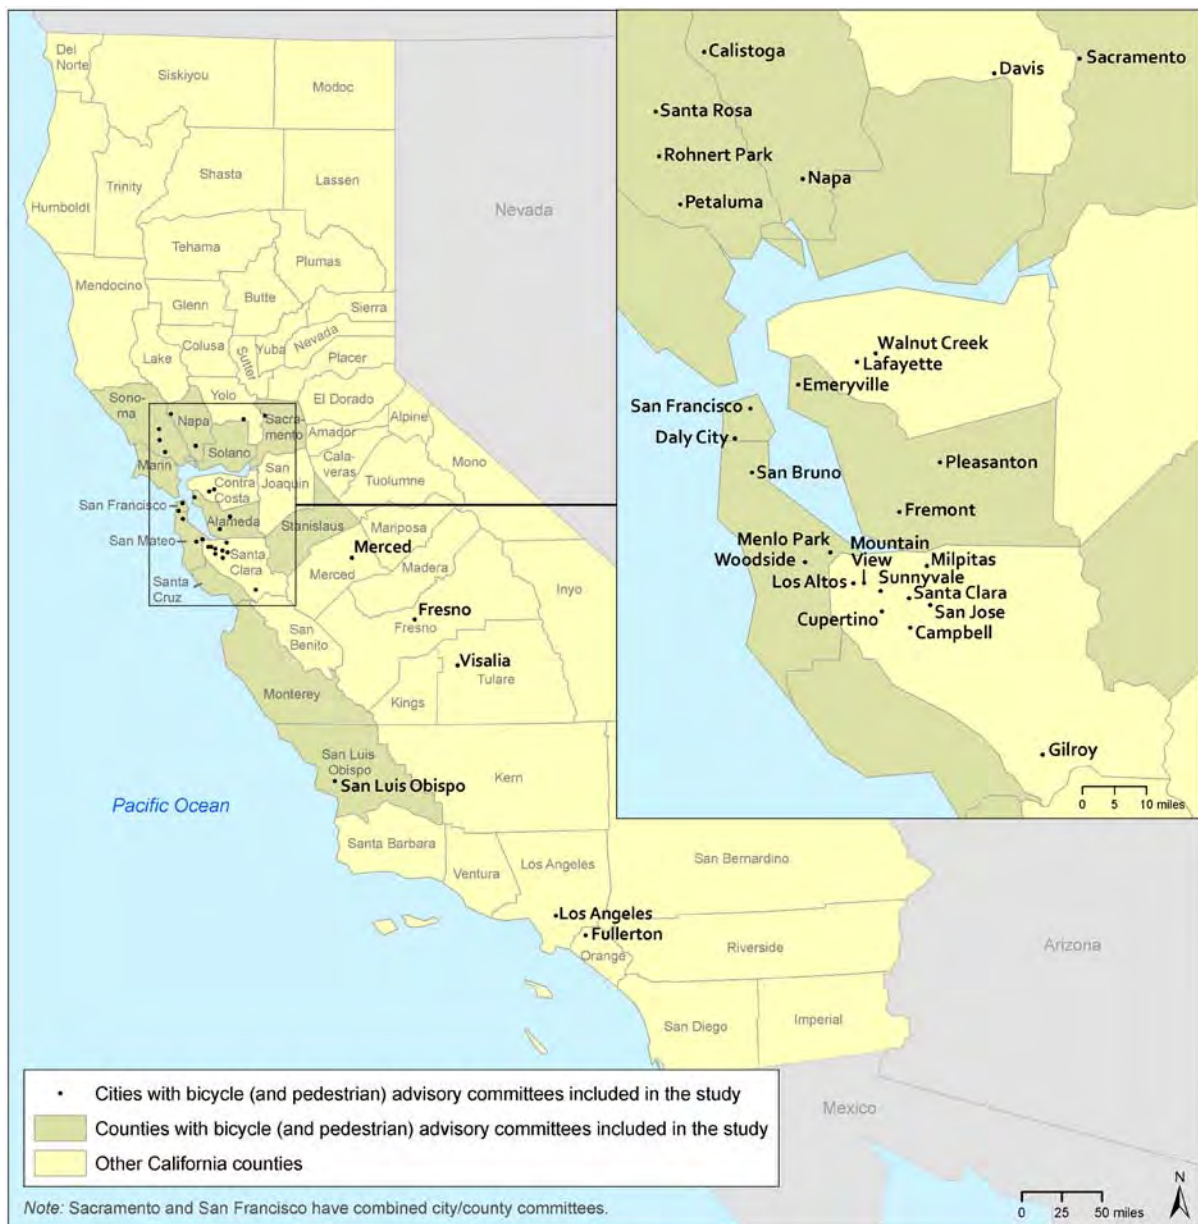 Del
Norte
Siskiyou
Modoc
Humboldt
Trinity
Shasta
Lassen
Nevada
Tehama
Plumas
Mendocino
Glenn
Butte
Sierra
Lake
Colusa
Sutter
Yuba
Nevada
Placer
Sono-
ma
Napa
Yolo
El Dorado
Sacra-
mento
Amador
Alpine
Marin
Solano
Cala-
veras
Mono
Contra
Costa
San
Joaquin
Tuolumne
San Francisco
Alameda
Stanislaus
Mariposa
San Mateo
Santa
Clara
Merced
Merced
Madera
Santa
Cruz
Inyo
Fresno
Fresno
San
Benito
Visalia
Tulare
Monterey
Kings
San Luis
Obispo
San Luis Obispo
Kern
Pacific Ocean
Santa Barbara
Ventura
Los Angeles
San Bernardino
Los Angeles
Fullerton
Orange
Riverside
Arizona
San Diego
Imperial
Mexico
Calistoga
Davis
Sacramento
Santa Rosa
Rohnert Park
Napa
Petaluma
Walnut Creek
Lafayette
Emeryville
San Francisco
Daly City
San Bruno
Pleasanton
Fremont
Menlo Park
Mountain
View
Woodside
Milpitas
Los Altos
Sunnyvale
Santa Clara
San Jose
Cupertino
Campbell
Gilroy
0 5 10 miles
Cities with bicycle (and pedestrian) advisory committees included in the study
Counties with bicycle (and pedestrian) advisory committees included in the study
Other California counties
Note: Sacramento and San Francisco have combined city/county committees.
N
0 25 50 miles